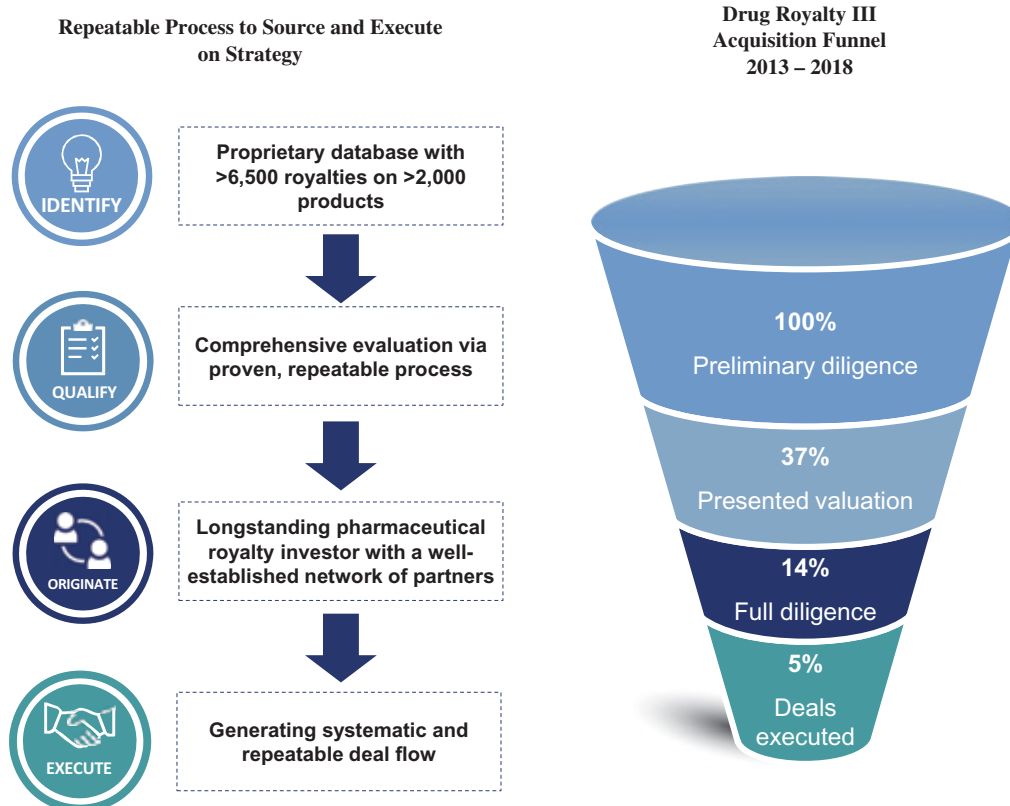 Repeatable Process to Source and Execute
on Strategy
IDENTIFY
Proprietary database with
>6,500 royalties on >2,000
products
QUALIFY
Comprehensive evaluation via
proven, repeatable process
ORIGINATE
Longstanding pharmaceutical
royalty investor with a well-
established network of partners
EXECUTE
Generating systematic and
repeatable deal flow
Drug Royalty III
Acquisition Funnel
2013 – 2018
100%
Preliminary diligence
37%
Presented valuation
14%
Full diligence
5%
Deals
executed